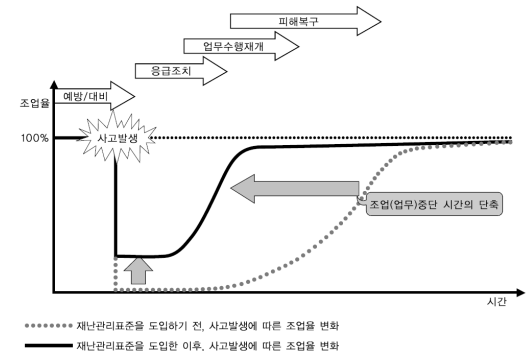 피해복구
업무수행재개
응급조치
예방/대비
조업율
100%
사고발생
조업(업무)중단 시간의 단축
시간
재난관리표준을 도입하기 전, 사고발생에 따른 조업율 변화
재난관리표준을 도입한 이후, 사고발생에 따른 조업율 변화